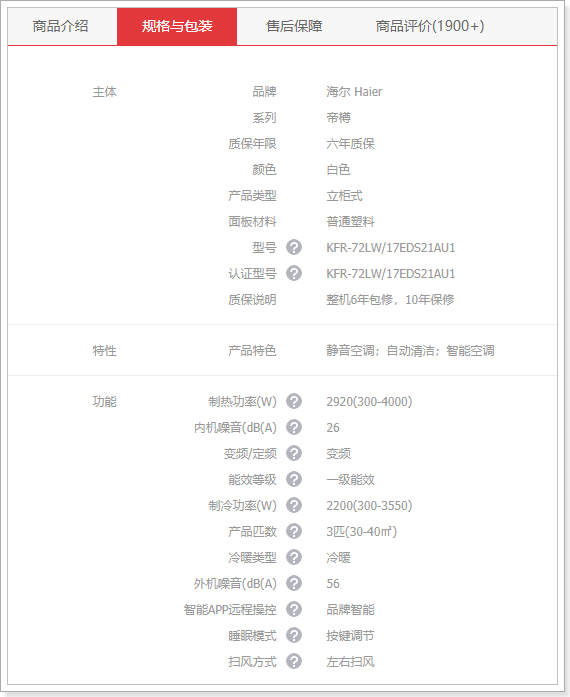 商品介绍 规格与包装 售后保障 商品评价(1900+)
主体 品牌 海尔 Haier
系列 帝樽
质保年限 六年质保
颜色 白色
产品类型 立柜式
面板材料 普通塑料
型号 ? KFR-72LW/17EDS21AU1
认证型号 ? KFR-72LW/17EDS21AU1
质保说明 整机6年包修，10年保修
特性 产品特色 静音空调；自动清洁；智能空调
功能 制热功率(W) ? 2920(300-4000)
内机噪音(dB(A) ? 26
变频/定频 ? 变频
能效等级 ? 一级能效
制冷功率(W) ? 2200(300-3550)
产品匹数 ? 3匹(30-40㎡)
冷暖类型 ? 冷暖
外机噪音(dB(A) ? 56
智能APP远程操控 ? 品牌智能
睡眠模式 ? 按键调节
扫风方式 ? 左右扫风